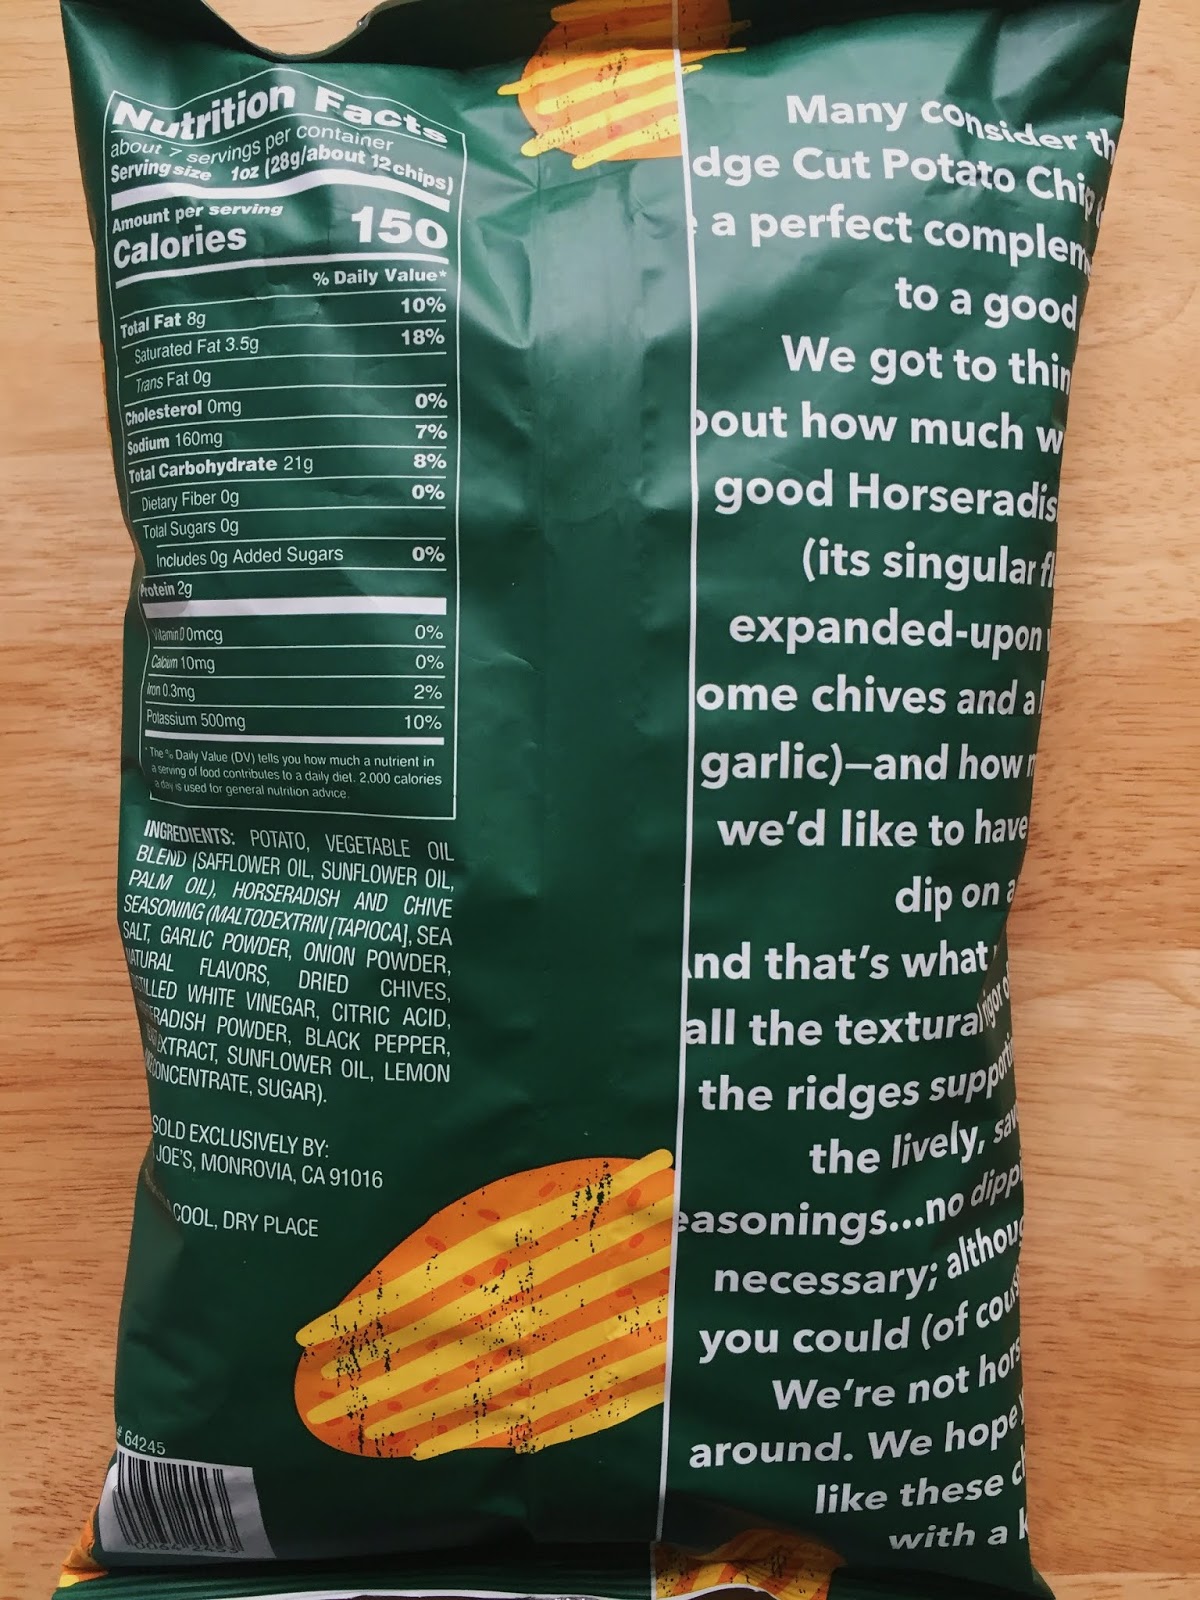 Nutrition Facts
about 7 servings per container
Serving size 1oz (28g/about 12 chips)
Amount per serving
Calories 150
% Daily Value*
Total Fat 8g 10%
Saturated Fat 3.5g 18%
Trans Fat 0g
Cholesterol 0mg 0%
Sodium 160mg 7%
Total Carbohydrate 21g 8%
Dietary Fiber 0g 0%
Total Sugars 0g
Includes 0g Added Sugars 0%
Protein 2g
Vitamin D 0mcg 0%
Calcium 10mg 0%
Iron 0.3mg 2%
Potassium 500mg 10%
* The % Daily Value (DV) tells you how much a nutrient in
a serving of food contributes to a daily diet. 2,000 calories
a day is used for general nutrition advice.
INGREDIENTS: POTATO, VEGETABLE OIL
BLEND (SAFFLOWER OIL, SUNFLOWER OIL,
PALM OIL), HORSERADISH AND CHIVE
SEASONING (MALTODEXTRIN [TAPIOCA], SEA
SALT, GARLIC POWDER, ONION POWDER,
NATURAL FLAVORS, DRIED CHIVES,
WHITE VINEGAR, CITRIC ACID,
RADISH POWDER, BLACK PEPPER,
EXTRACT, SUNFLOWER OIL, LEMON
CONCENTRATE, SUGAR).
SOLD EXCLUSIVELY BY:
JOE'S, MONROVIA, CA 91016
COOL, DRY PLACE
# 64245
Many consider th
dge Cut Potato Chip
a perfect complem
to a good
We got to thin
bout how much w
good Horseradis
(its singular fl
expanded-upon
ome chives and a
garlic)—and how
we'd like to have
dip on a
nd that's what
all the textural rigor
the ridges supporti
the lively, sav
easonings...no dippi
necessary; althoug
you could (of cours
We're not hors
around. We hope y
like these c
with a k